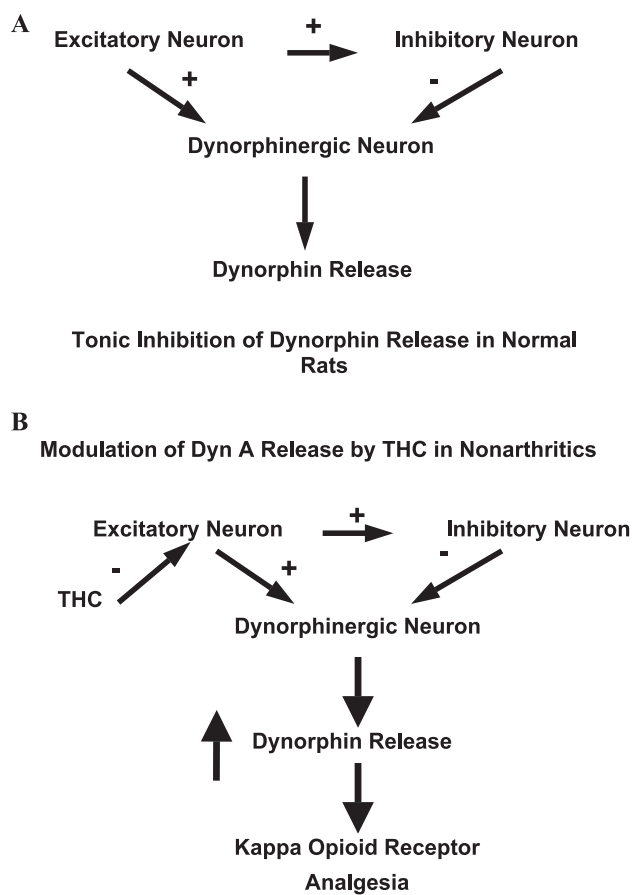 A
Excitatory Neuron + Inhibitory Neuron
+ -
Dynorphinergic Neuron
Dynorphin Release
Tonic Inhibition of Dynorphin Release in Normal
Rats
B
Modulation of Dyn A Release by THC in Nonarthritics
Excitatory Neuron + Inhibitory Neuron
- + -
THC
Dynorphinergic Neuron
Dynorphin Release
Kappa Opioid Receptor
Analgesia